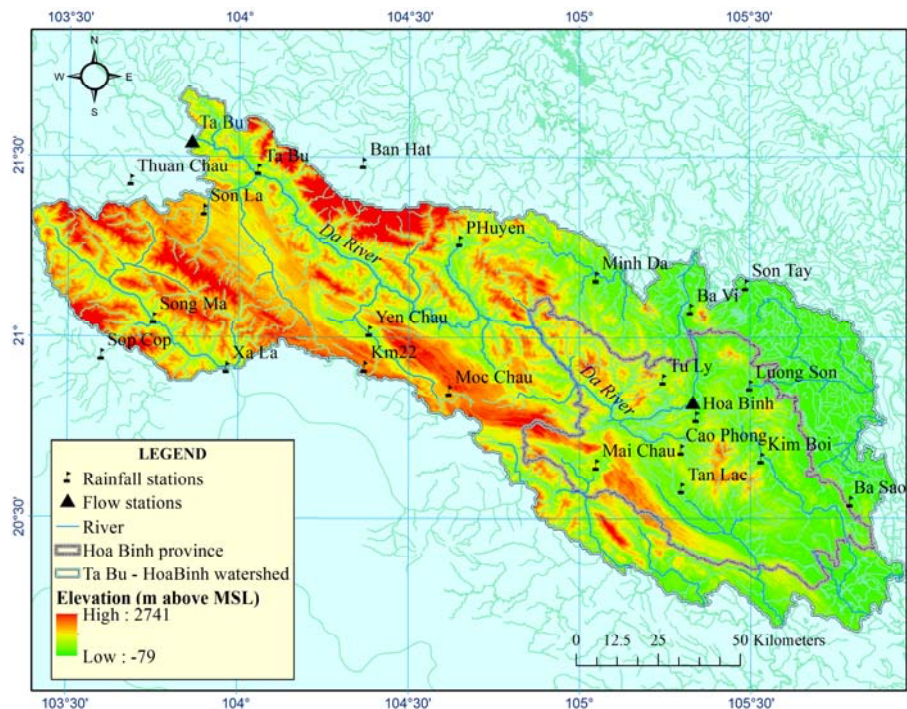 103°30' 104° 104°30' 105° 105°30'
N
W E
S
Ta Bu
21°30' 21°30'
Ban Hat
Ta Bu
Thuan Chau
Son La
PHuyen
Da River
Minh Da
Son Tay
Ba Vi
Song Ma
Yen Chau
21° 21°
Sop Cop
Xa La
Km22
Tu Ly
Luong Son
Moc Chau
Da River
Hoa Binh
Cao Phong
Kim Boi
Mai Chau
Tan Lac
Ba Sao
20°30' 20°30'
LEGEND
Rainfall stations
Flow stations
River
Hoa Binh province
Ta Bu - HoaBinh watershed
Elevation (m above MSL)
High : 2741
Low : -79
0 12.5 25 50 Kilometers
103°30' 104° 104°30' 105° 105°30'